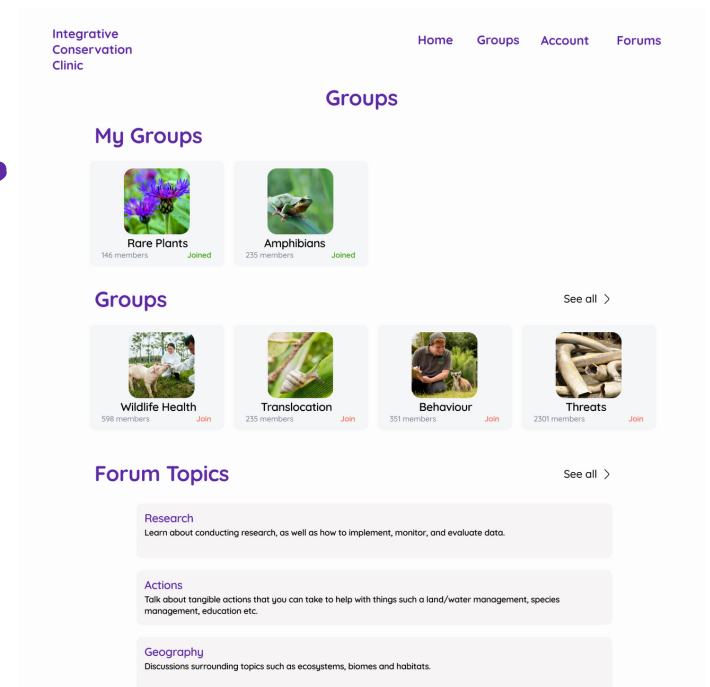 Integrative
Conservation
Clinic
Home Groups Account Forums
Groups
My Groups
Rare Plants
146 members Joined
Amphibians
235 members Joined
Groups
See all
Wildlife Health
598 members Join
Translocation
235 members Join
Behaviour
351 members Join
Threats
2301 members Join
Forum Topics
See all
Research
Learn about conducting research, as well as how to implement, monitor, and evaluate data.
Actions
Talk about tangible actions that you can take to help with things such a land/water management, species
management, education etc.
Geography
Discussions surrounding topics such as ecosystems, biomes and habitats.